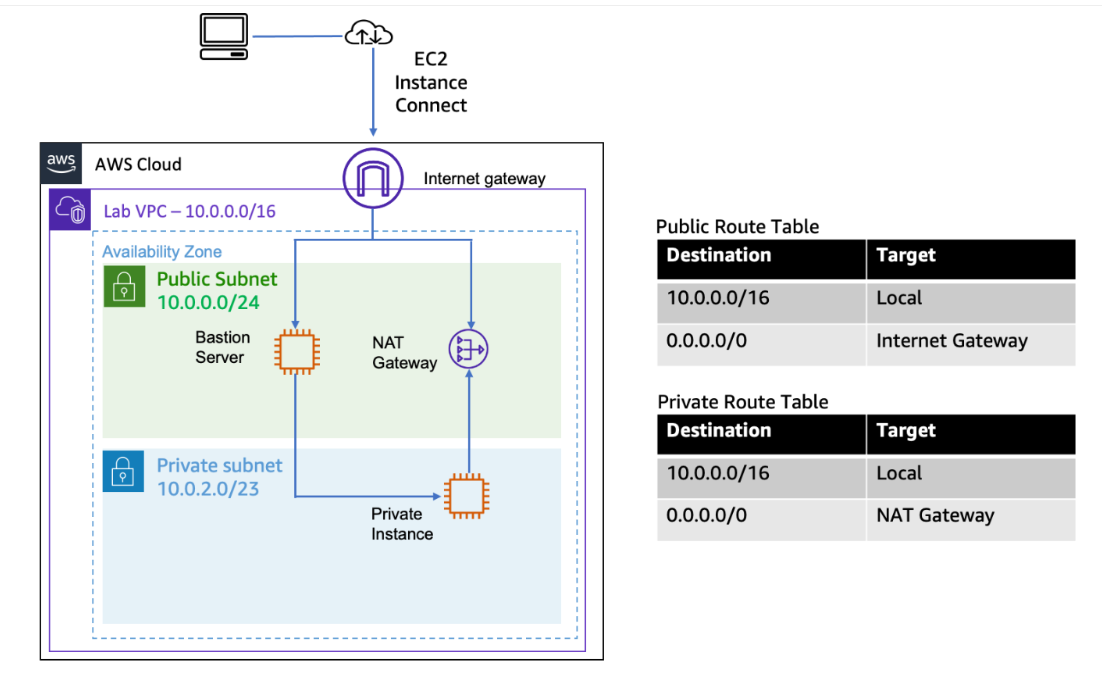 EC2
Instance
Connect
aws
AWS Cloud
Internet gateway
Lab VPC – 10.0.0.0/16
Availability Zone
Public Subnet
10.0.0.0/24
Bastion
Server
NAT
Gateway
Private subnet
10.0.2.0/23
Private
Instance
Public Route Table
Destination Target
10.0.0.0/16 Local
0.0.0.0/0 Internet Gateway
Private Route Table
Destination Target
10.0.0.0/16 Local
0.0.0.0/0 NAT Gateway